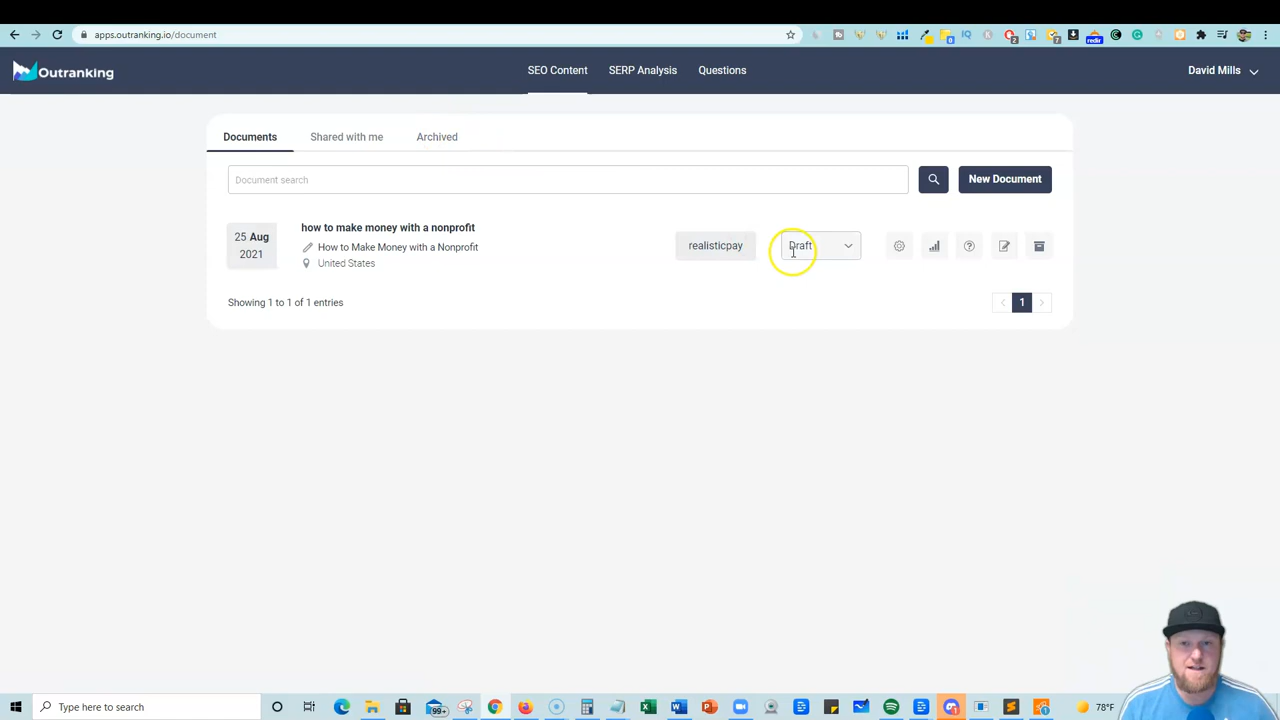 apps.outranking.io/document
Outranking
SEO Content
SERP Analysis
Questions
David Mills
Documents
Shared with me
Archived
Document search
New Document
25 Aug
2021
how to make money with a nonprofit
How to Make Money with a Nonprofit
United States
realisticpay
Draft
Showing 1 to 1 of 1 entries
1
Type here to search
99+
78°F